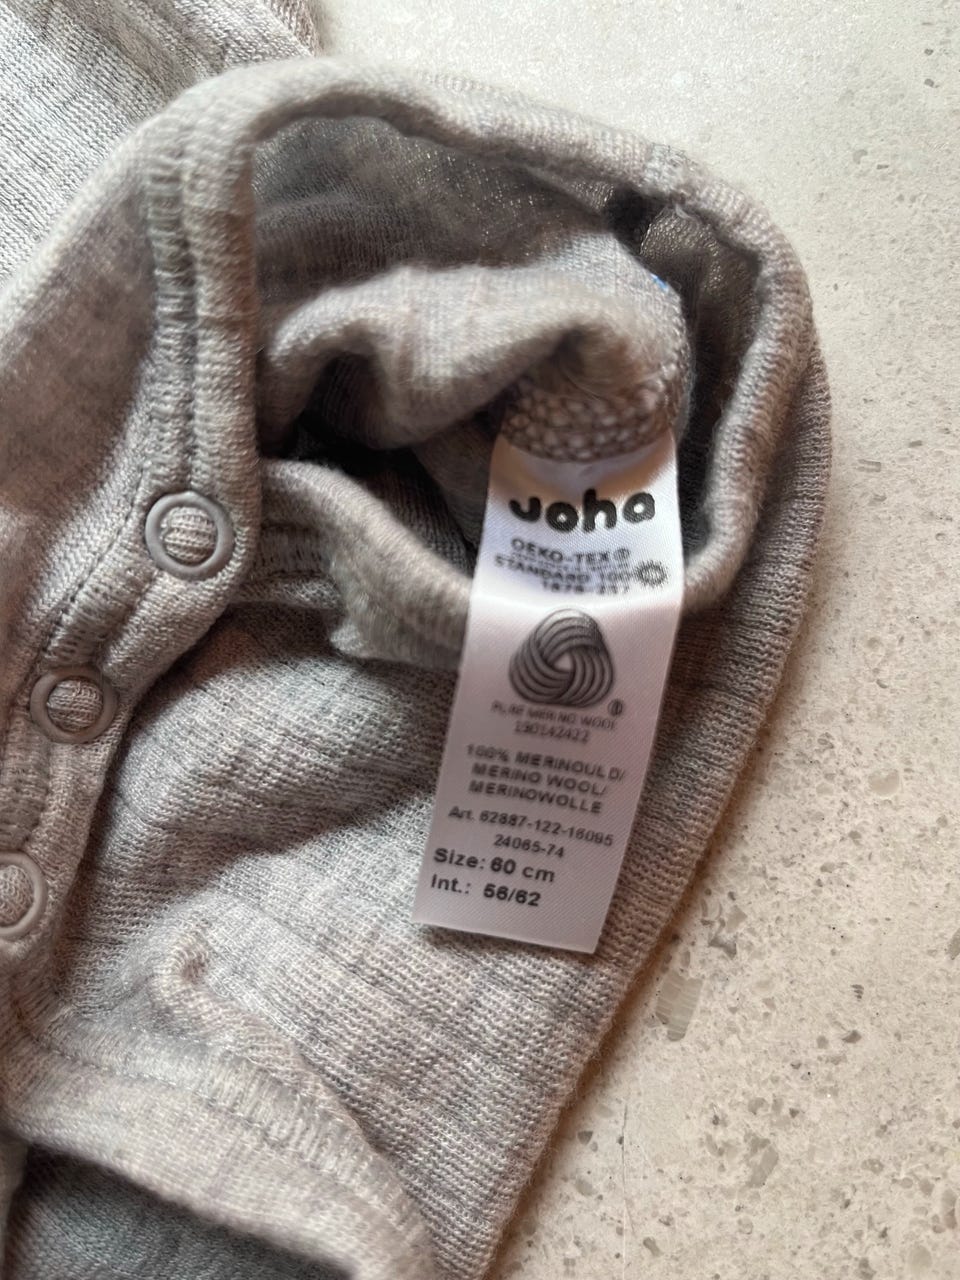 Joha
OEKO-TEX®
STANDARD 100
PURE MERINO WOOL
®
100% MERINOULD/
MERINO WOOL/
MERINOWOLLE
Art. 62887-122-16095
24065-74
Size: 60 cm
Int.: 56/62